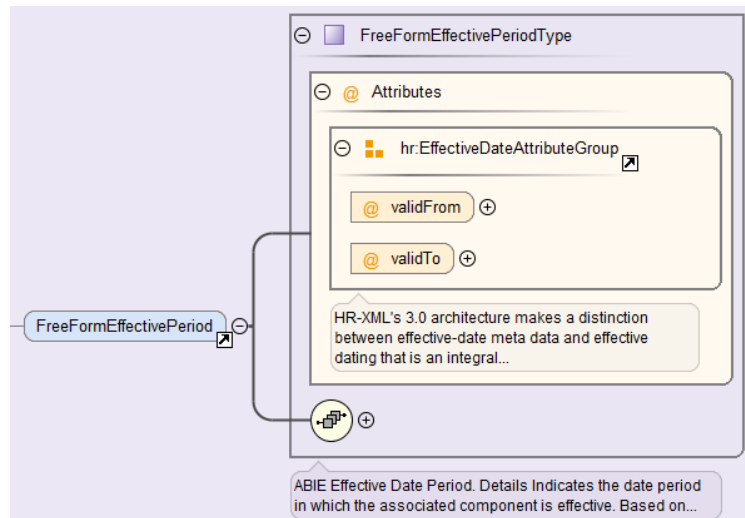 FreeFormEffectivePeriodType
@ Attributes
hr:EffectiveDateAttributeGroup
@ validFrom
@ validTo
HR-XML's 3.0 architecture makes a distinction
between effective-date meta data and effective
dating that is an integral...
FreeFormEffectivePeriod
ABIE Effective Date Period. Details Indicates the date period
in which the associated component is effective. Based on...